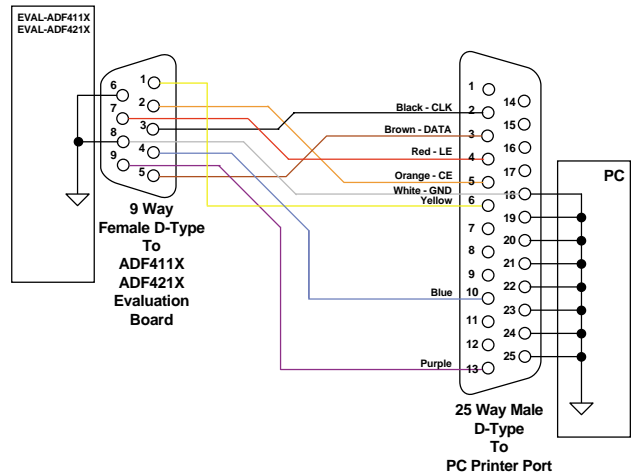 EVAL-ADF411X
EVAL-ADF421X
6
7
8
9
1
2
3
4
5
9 Way
Female D-Type
To
ADF411X
ADF421X
Evaluation
Board
Black - CLK
Brown - DATA
Red - LE
Orange - CE
White - GND
Yellow
Blue
Purple
1
2
3
4
5
6
7
8
9
10
11
12
13
14
15
16
17
18
19
20
21
22
23
24
25
PC
25 Way Male
D-Type
To
PC Printer Port